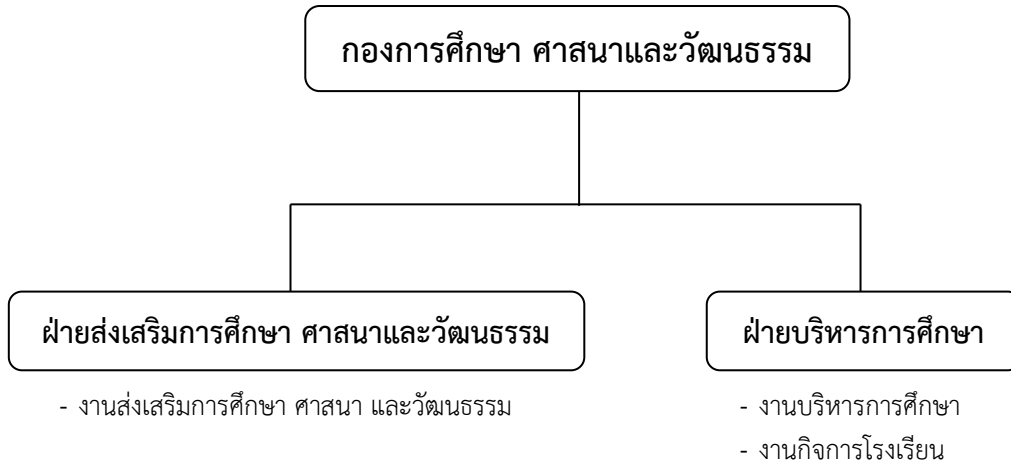 กองการศึกษา ศาสนาและวัฒนธรรม
ฝ่ายส่งเสริมการศึกษา ศาสนาและวัฒนธรรม
- งานส่งเสริมการศึกษา ศาสนา และวัฒนธรรม
ฝ่ายบริหารการศึกษา
- งานบริหารการศึกษา
- งานกิจการโรงเรียน